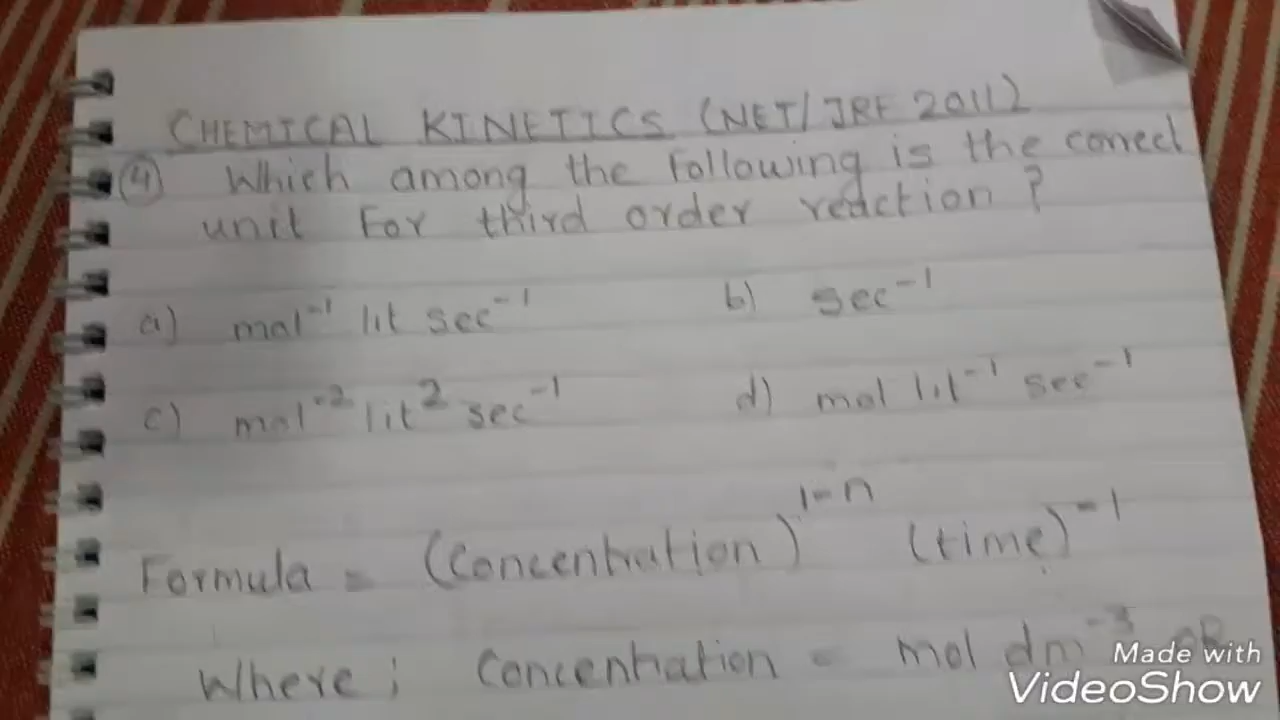 CHEMICAL KINETICS (NET/JRF 2011)
(4) Which among the following is the correct
unit For third order reaction ?
a) mol⁻¹ lit sec⁻¹ b) sec⁻¹
c) mol⁻² lit² sec⁻¹ d) mol lit⁻¹ sec⁻¹
Formula = (Concentration)¹⁻ⁿ (time)⁻¹
Where ; Concentration = mol dm⁻³ OR
Made with
VideoShow